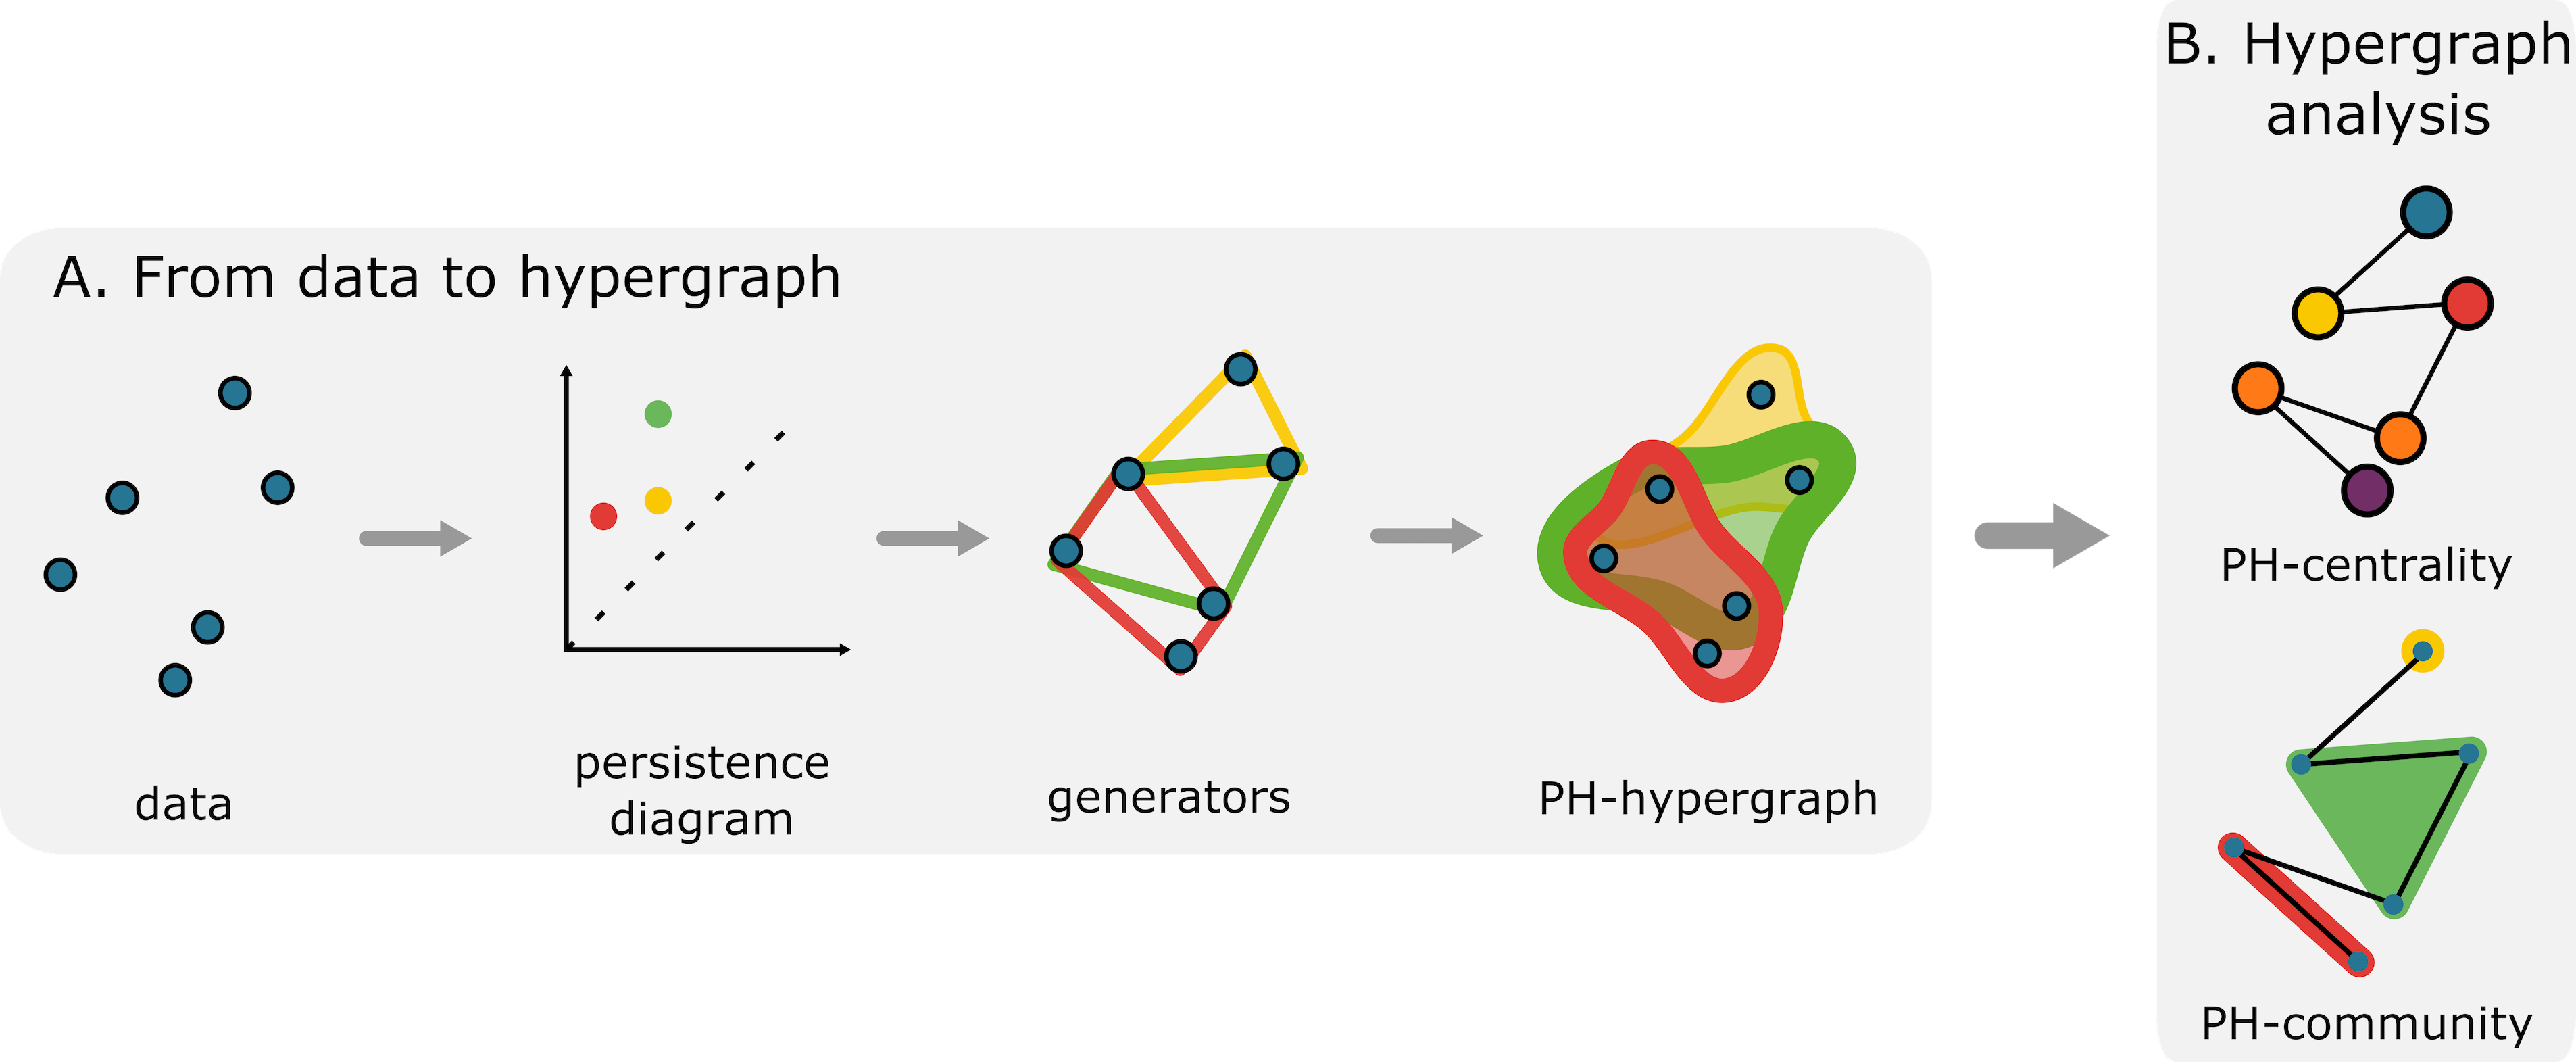 A. From data to hypergraph
data
persistence
diagram
generators
PH-hypergraph
B. Hypergraph
analysis
PH-centrality
PH-community